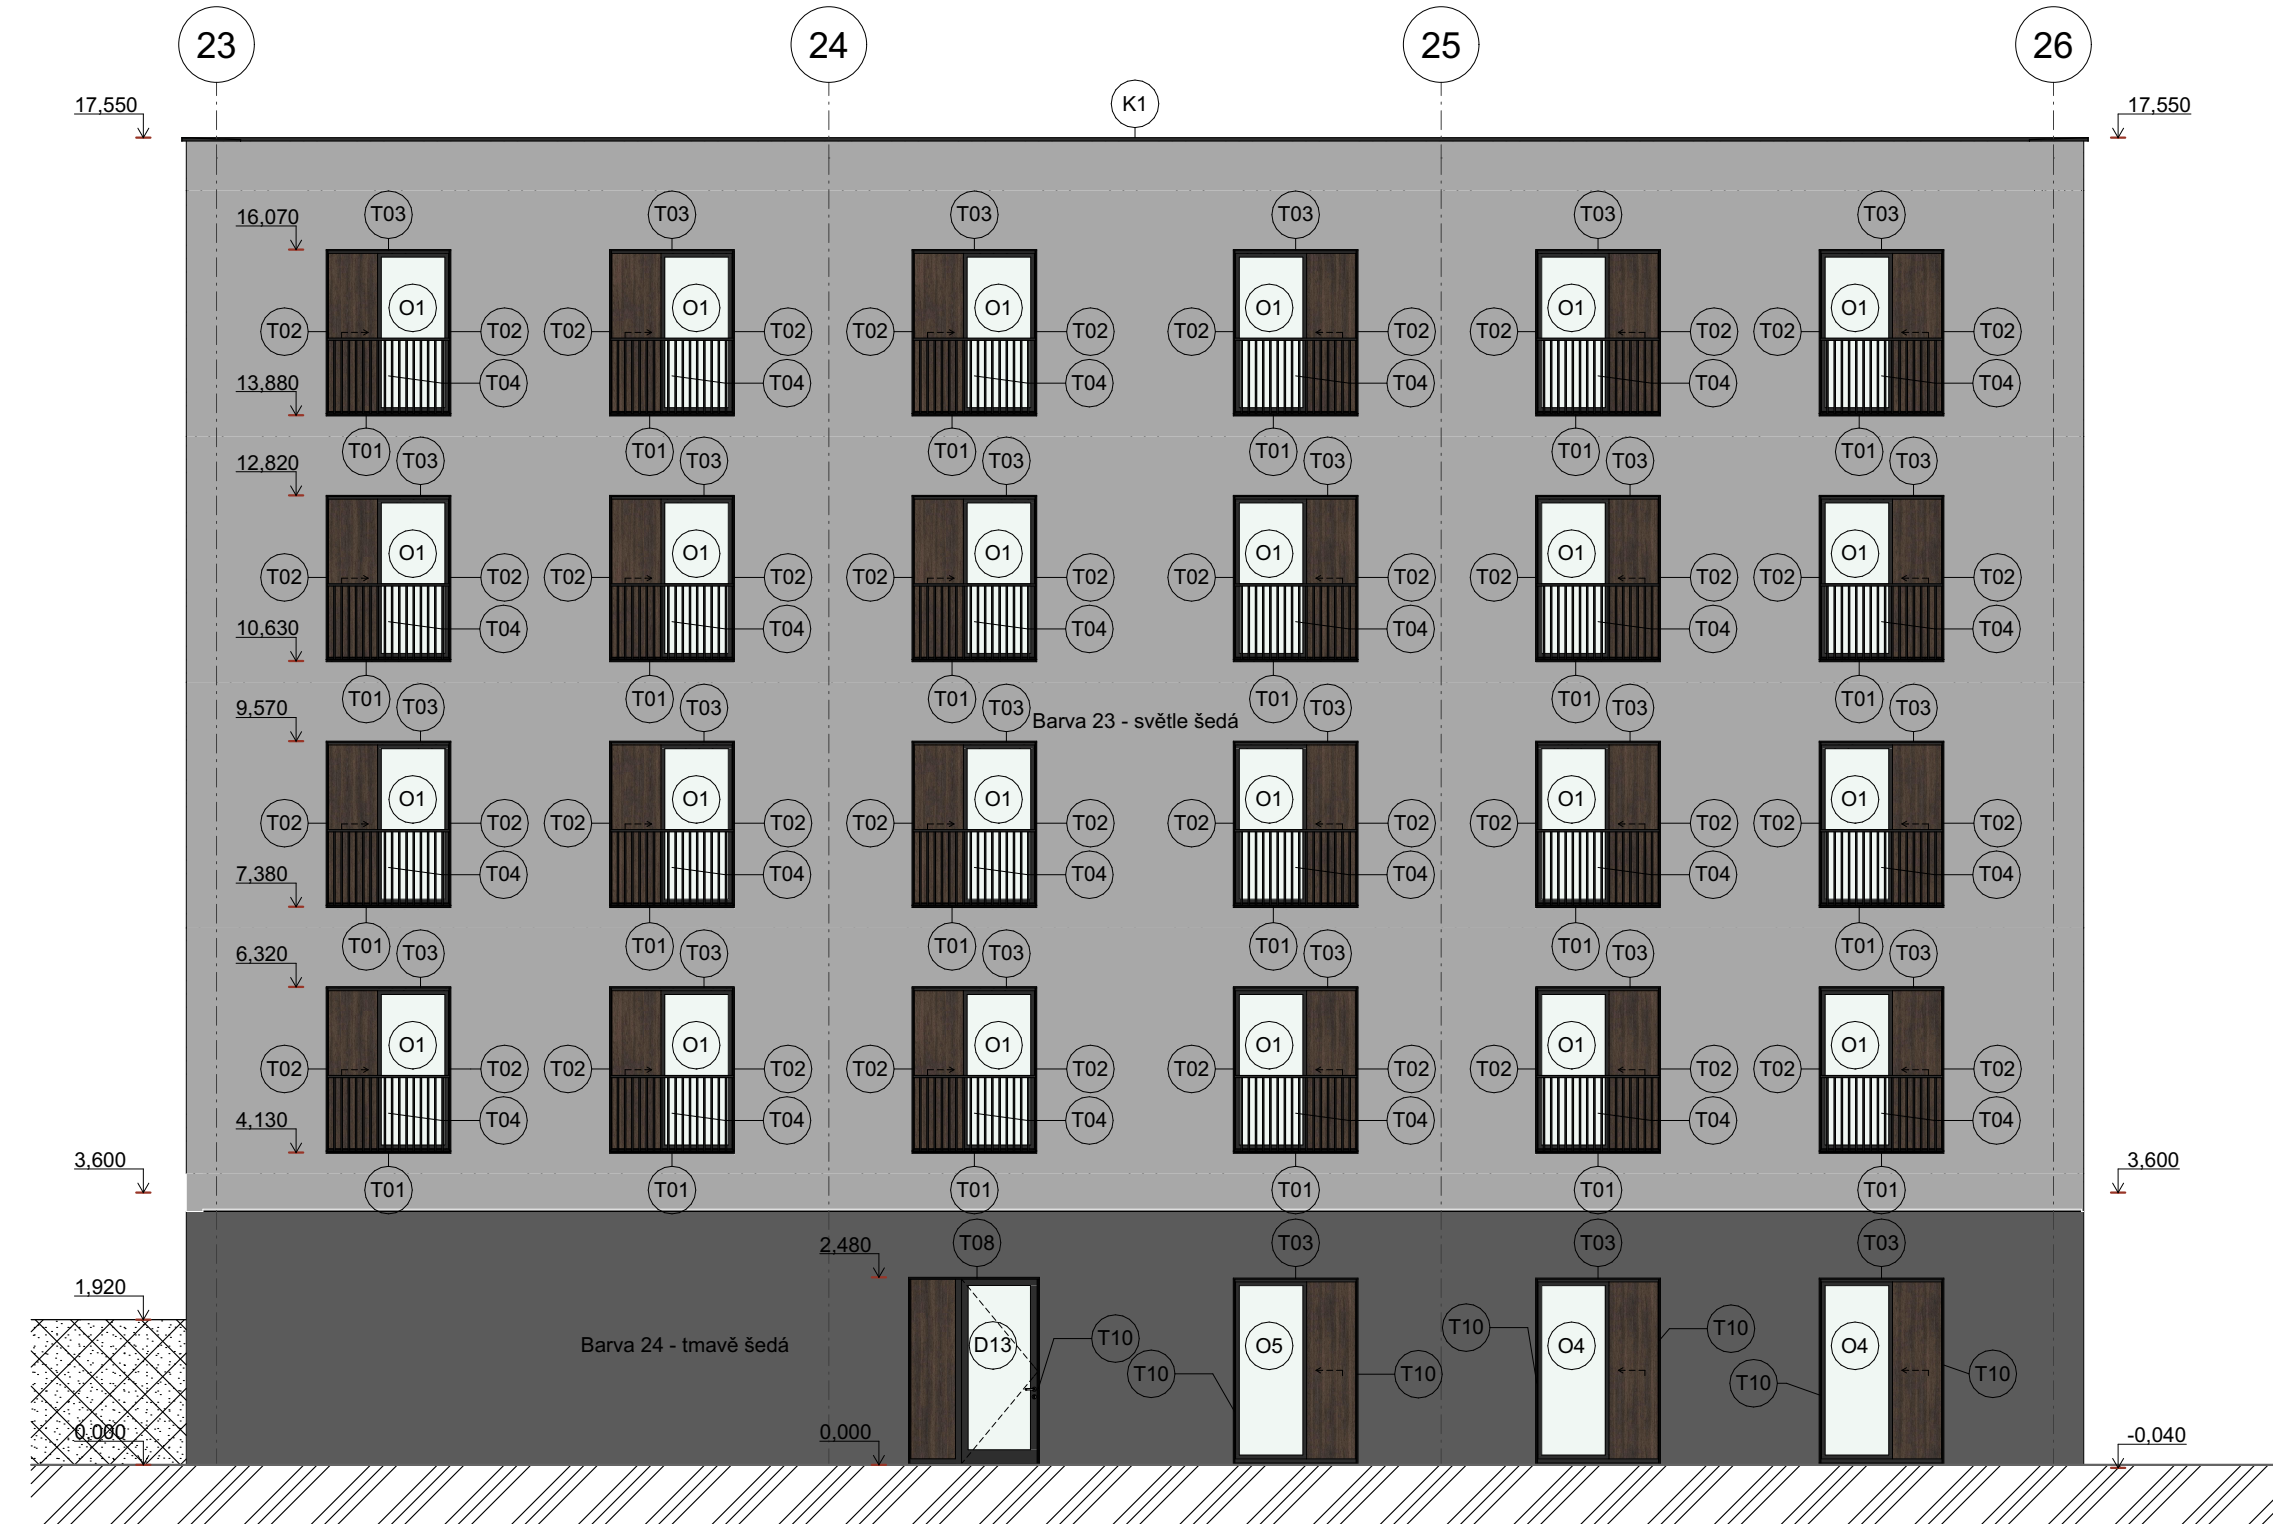 23 24 25 26
K1
17,550 17,550
T03 T03 T03 T03 T03 T03
16,070
O1 O1 O1 O1 O1 O1
T02 T02 T02 T02 T02 T02 T02 T02 T02 T02 T02 T02
13,880 T04 T04 T04 T04 T04 T04
T01 T03 T01 T03 T01 T03 T01 T03 T01 T03 T01 T03
12,820
O1 O1 O1 O1 O1 O1
T02 T02 T02 T02 T02 T02 T02 T02 T02 T02 T02 T02
10,630 T04 T04 T04 T04 T04 T04
T01 T03 T01 T03 T01 T03 T01 T03 T01 T03 T01 T03
9,570
Barva 23 - světle šedá
O1 O1 O1 O1 O1 O1
T02 T02 T02 T02 T02 T02 T02 T02 T02 T02 T02 T02
7,380 T04 T04 T04 T04 T04 T04
T01 T03 T01 T03 T01 T03 T01 T03 T01 T03 T01 T03
6,320
O1 O1 O1 O1 O1 O1
T02 T02 T02 T02 T02 T02 T02 T02 T02 T02 T02 T02
4,130 T04 T04 T04 T04 T04 T04
3,600 3,600
T01 T01 T01 T01 T01 T01
2,480 T08 T03 T03 T03
1,920
T10 T10
Barva 24 - tmavě šedá D13 T10 O5 O4 O4
T10 T10 T10 T10
0,000 0,000 -0,040